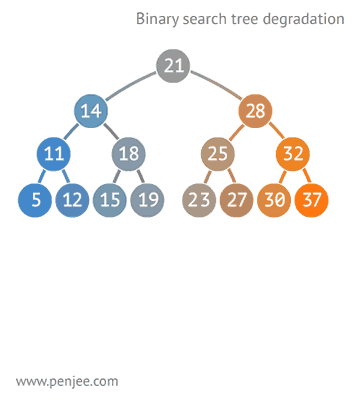 Binary search tree degradation
21
14 28
11 18 25 32
5 12 15 19 23 27 30 37
www.penjee.com